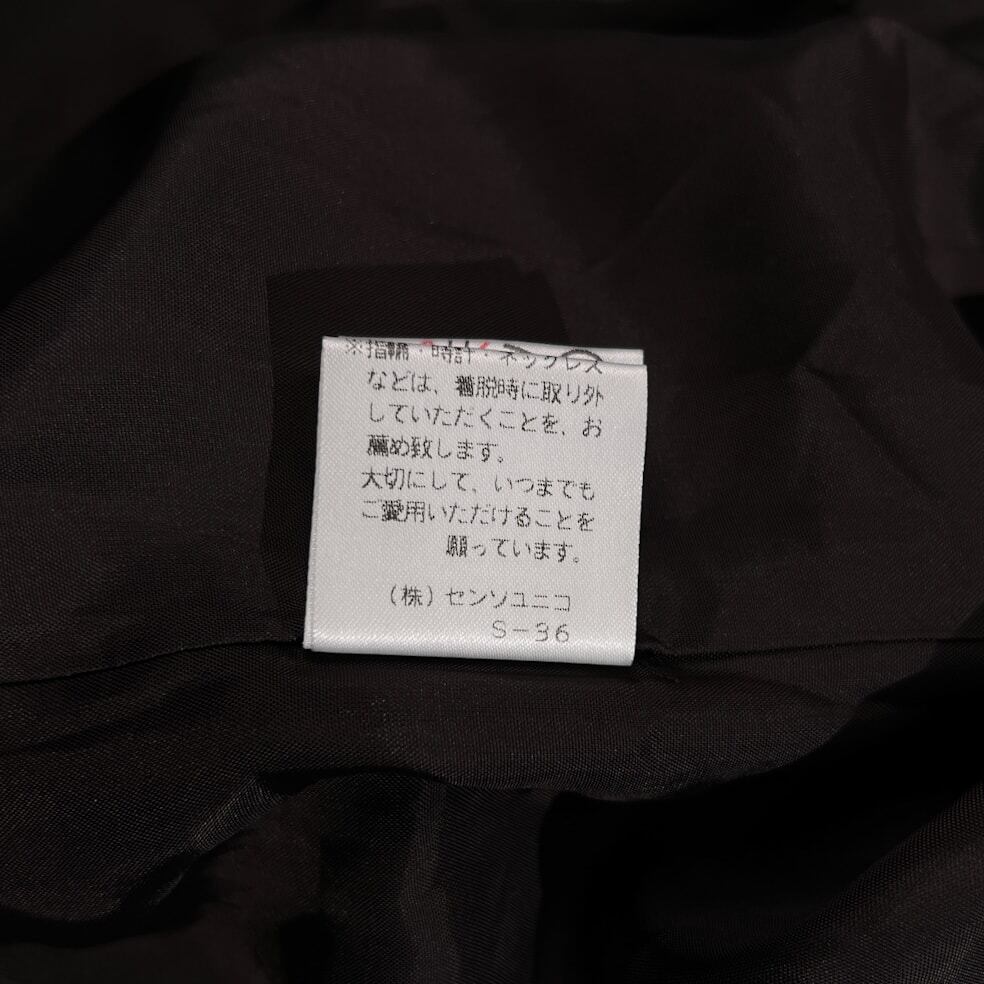 ※指輪・時計・ネックレス
などは、着脱時に取り外
していただくことを、お
薦め致します。
大切にして、いつまでも
ご愛用いただけることを
願っています。
(株)センソユニコ
S-36